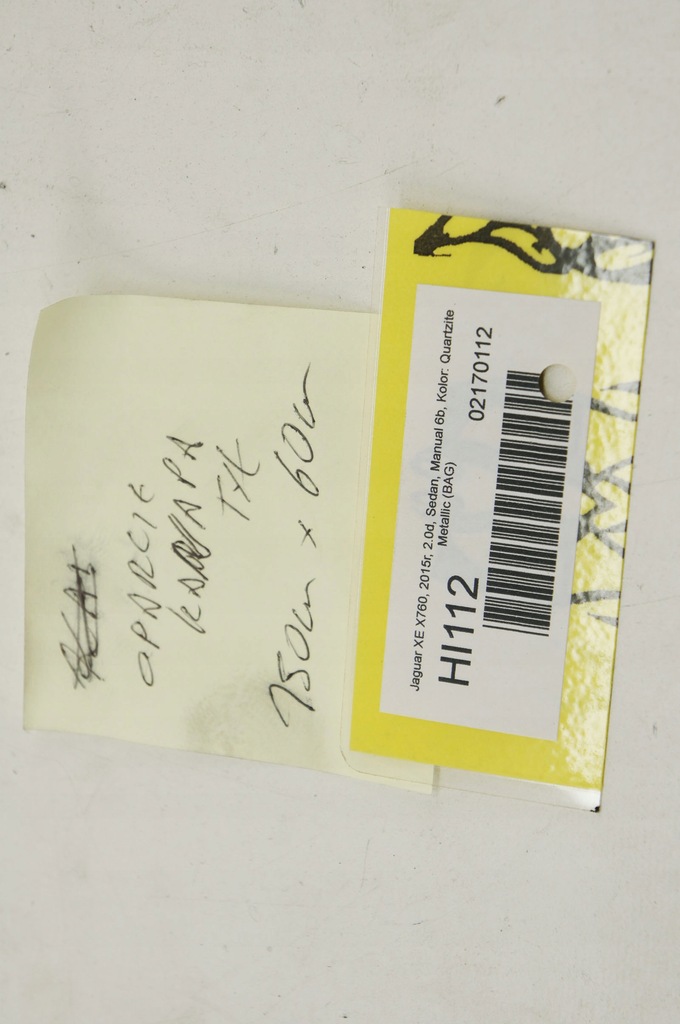 OPARCIE
KANAPA
TYŁ
150cm x 60cm
Jaguar XE X760, 2015r, 2.0d, Sedan, Manual 6b, Kolor: Quartzite
Metallic (BAG)
HI112
02170112